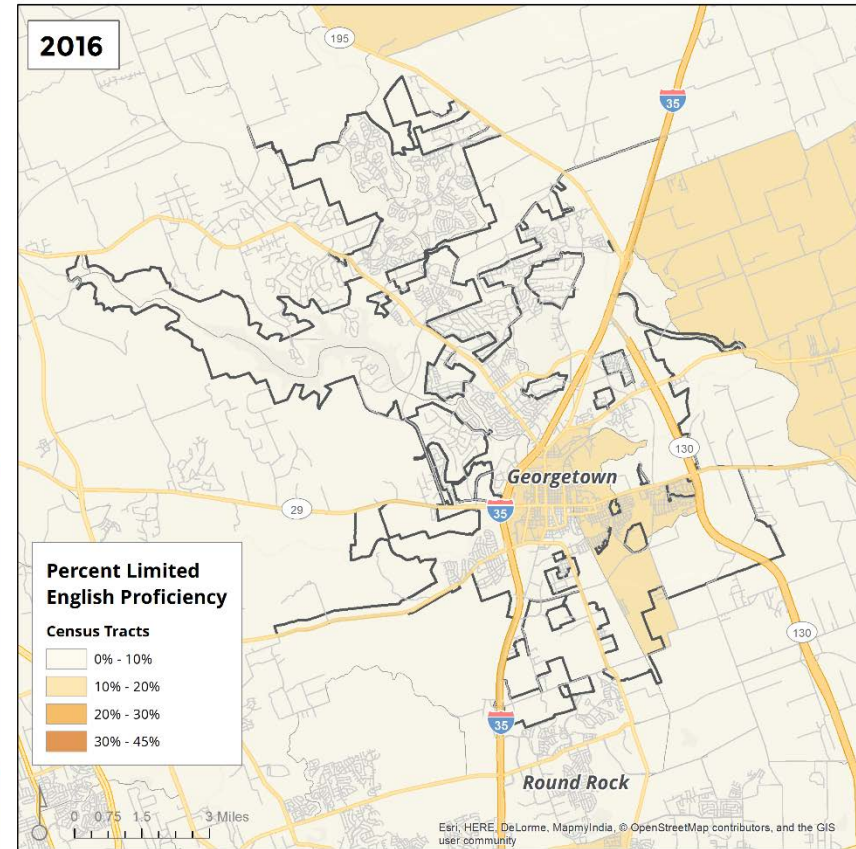 2016
195
35
Georgetown
130
35
29
130
35
Round Rock
Percent Limited
English Proficiency
Census Tracts
0% - 10%
10% - 20%
20% - 30%
30% - 45%
0 0.75 1.5 3 Miles
Esri, HERE, DeLorme, MapmyIndia, © OpenStreetMap contributors, and the GIS
user community